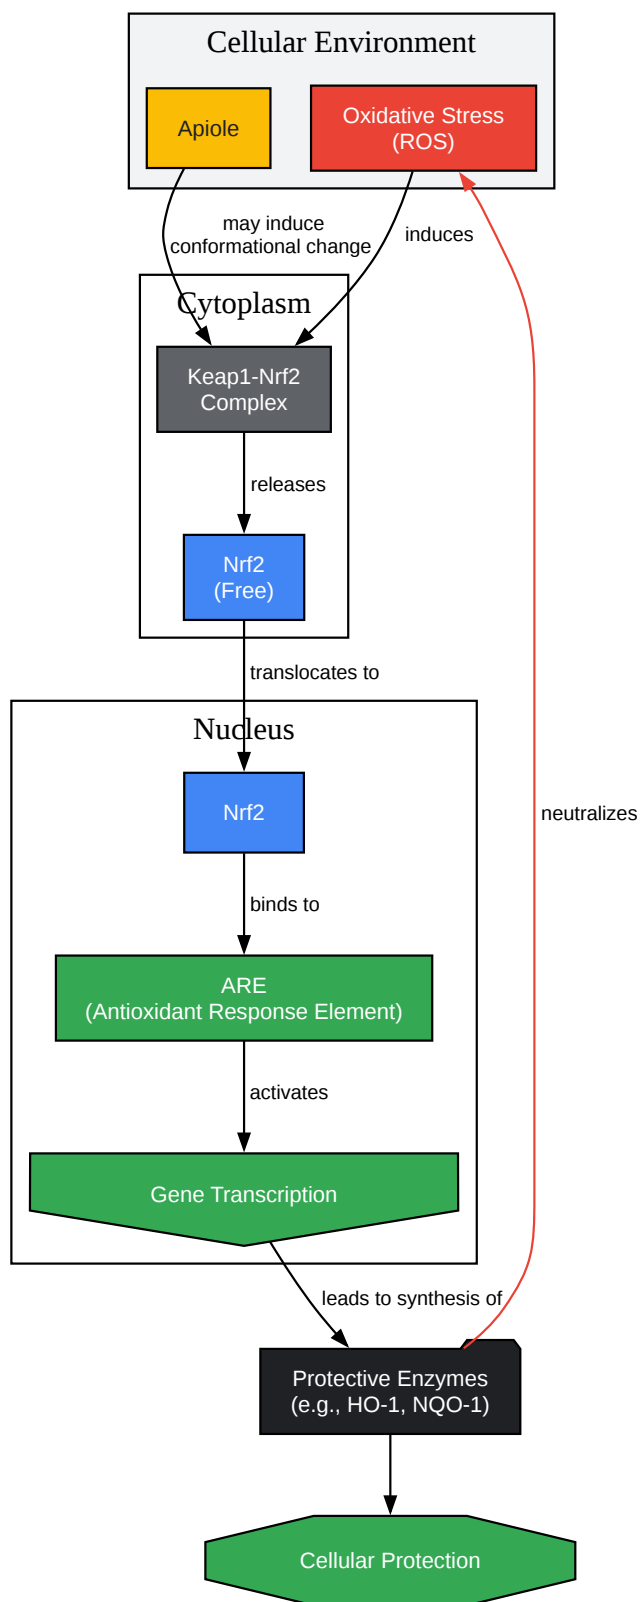 Cellular Environment
Apiole
Oxidative Stress
(ROS)
may induce
conformational change
induces
Cytoplasm
Keap1-Nrf2
Complex
releases
Nrf2
(Free)
translocates to
Nucleus
Nrf2
neutralizes
binds to
ARE
(Antioxidant Response Element)
activates
Gene Transcription
leads to synthesis of
Protective Enzymes
(e.g., HO-1, NQO-1)
Cellular Protection